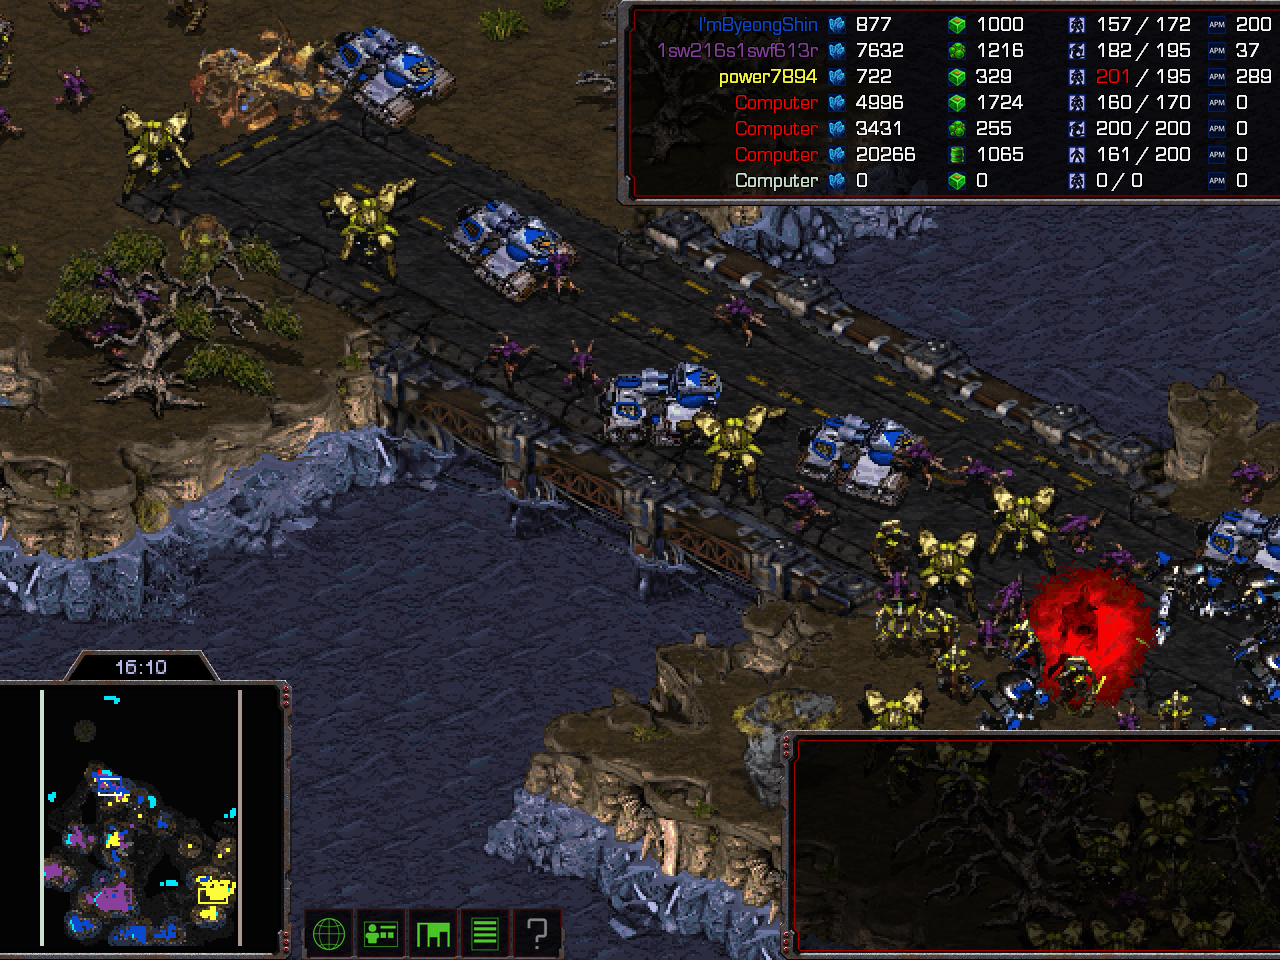 I'mByeongShin 877 1000 157 / 172 APM 200
1sw216s1swf613r 7632 1216 182 / 195 APM 37
power7894 722 329 201 / 195 APM 289
Computer 4996 1724 160 / 170 APM 0
Computer 3431 255 200 / 200 APM 0
Computer 20266 1065 161 / 200 APM 0
Computer 0 0 0 / 0 APM 0
16:10
?